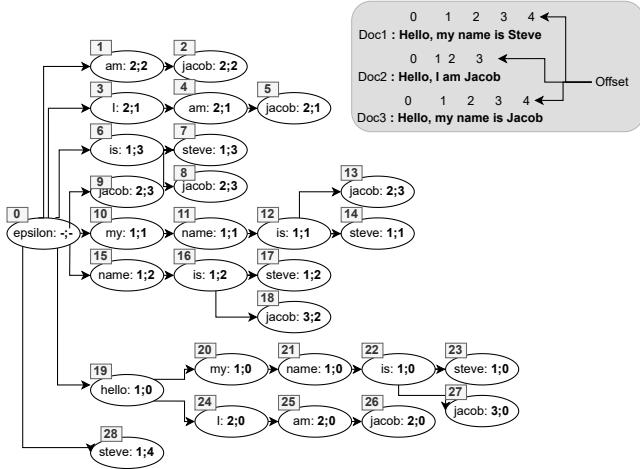 0 1 2 3 4
Doc1 : Hello, my name is Steve
0 1 2 3
Doc2 : Hello, I am Jacob
Offset
0 1 2 3 4
Doc3 : Hello, my name is Jacob
1
am: 2;2
2
jacob: 2;2
3
I: 2;1
4
am: 2;1
5
jacob: 2;1
6
is: 1;3
7
steve: 1;3
8
jacob: 2;3
9
jacob: 2;3
0
epsilon: -;-
10
my: 1;1
11
name: 1;1
12
is: 1;1
13
jacob: 2;3
14
steve: 1;1
15
name: 1;2
16
is: 1;2
17
steve: 1;2
18
jacob: 3;2
19
hello: 1;0
20
my: 1;0
21
name: 1;0
22
is: 1;0
23
steve: 1;0
24
I: 2;0
25
am: 2;0
26
jacob: 2;0
27
jacob: 3;0
28
steve: 1;4